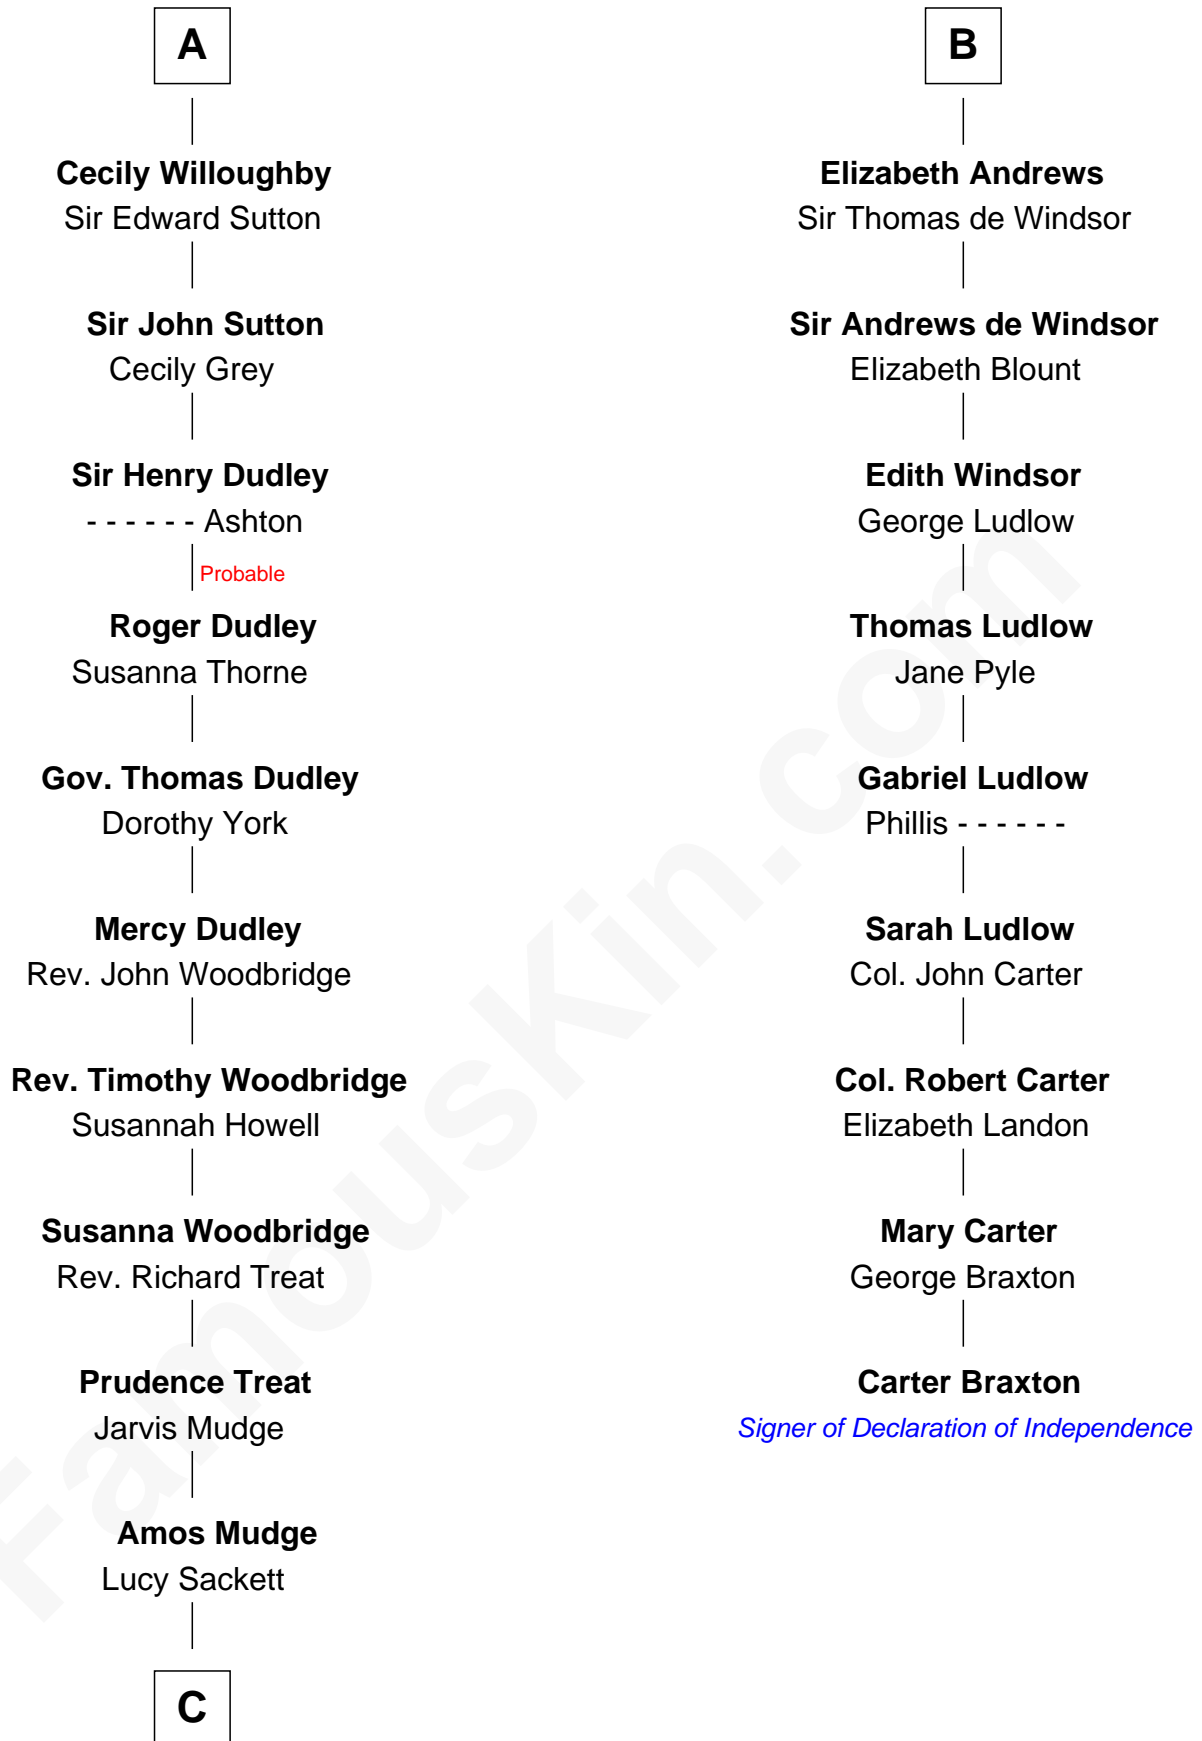 A
Cecily Willoughby
Sir Edward Sutton
Sir John Sutton
Cecily Grey
Sir Henry Dudley
- - - - - - Ashton
Probable
Roger Dudley
Susanna Thorne
Gov. Thomas Dudley
Dorothy York
Mercy Dudley
Rev. John Woodbridge
Rev. Timothy Woodbridge
Susannah Howell
Susanna Woodbridge
Rev. Richard Treat
Prudence Treat
Jarvis Mudge
Amos Mudge
Lucy Sackett
C
B
Elizabeth Andrews
Sir Thomas de Windsor
Sir Andrews de Windsor
Elizabeth Blount
Edith Windsor
George Ludlow
Thomas Ludlow
Jane Pyle
Gabriel Ludlow
Phillis - - - - - -
Sarah Ludlow
Col. John Carter
Col. Robert Carter
Elizabeth Landon
Mary Carter
George Braxton
Carter Braxton
Signer of Declaration of Independence
FamousKin.com